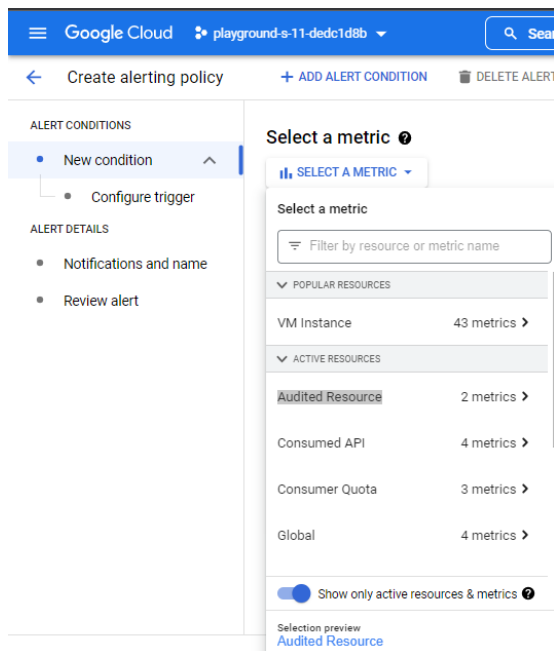 Google Cloud playground-s-11-dedc1d8b
Create alerting policy + ADD ALERT CONDITION DELETE ALERT
ALERT CONDITIONS
New condition
Configure trigger
ALERT DETAILS
Notifications and name
Review alert
Select a metric
SELECT A METRIC
Select a metric
Filter by resource or metric name
POPULAR RESOURCES
VM Instance 43 metrics
ACTIVE RESOURCES
Audited Resource 2 metrics
Consumed API 4 metrics
Consumer Quota 3 metrics
Global 4 metrics
Show only active resources & metrics
Selection preview
Audited Resource